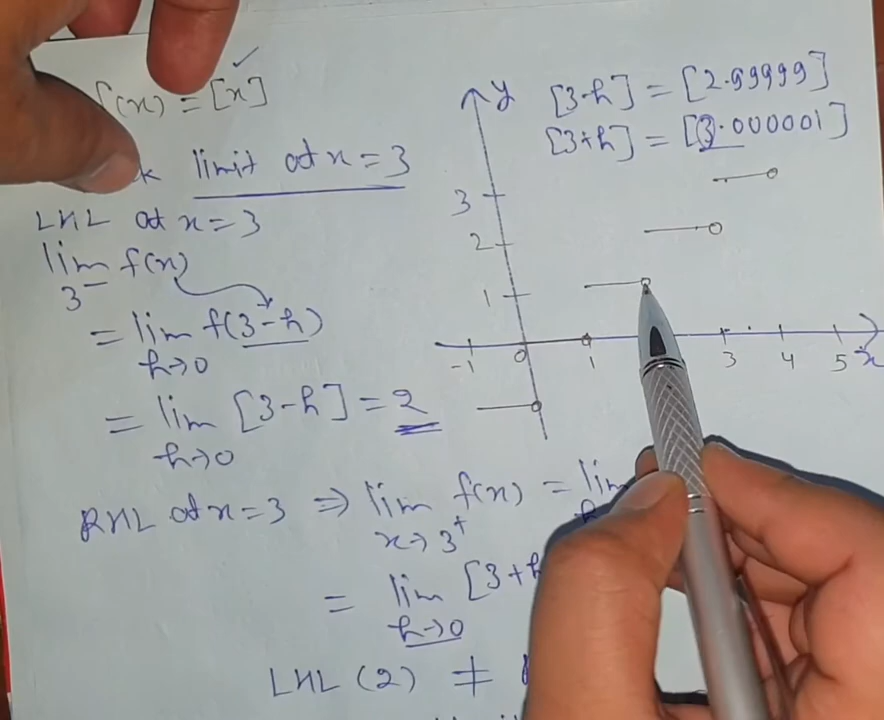 f(x) = [x] ✓
limit at x = 3
LHL at x = 3
lim f(x)
3⁻
= lim f(3-h)
h→0
= lim [3-h] = 2
h→0
RHL at x = 3 ⇒ lim f(x) = lim
x→3⁺
= lim [3+h
h→0
LHL (2) ≠
[3-h] = [2.99999]
[3+h] = [3.000001]
y
3
2
1
-1 0 1 3 4 5 x